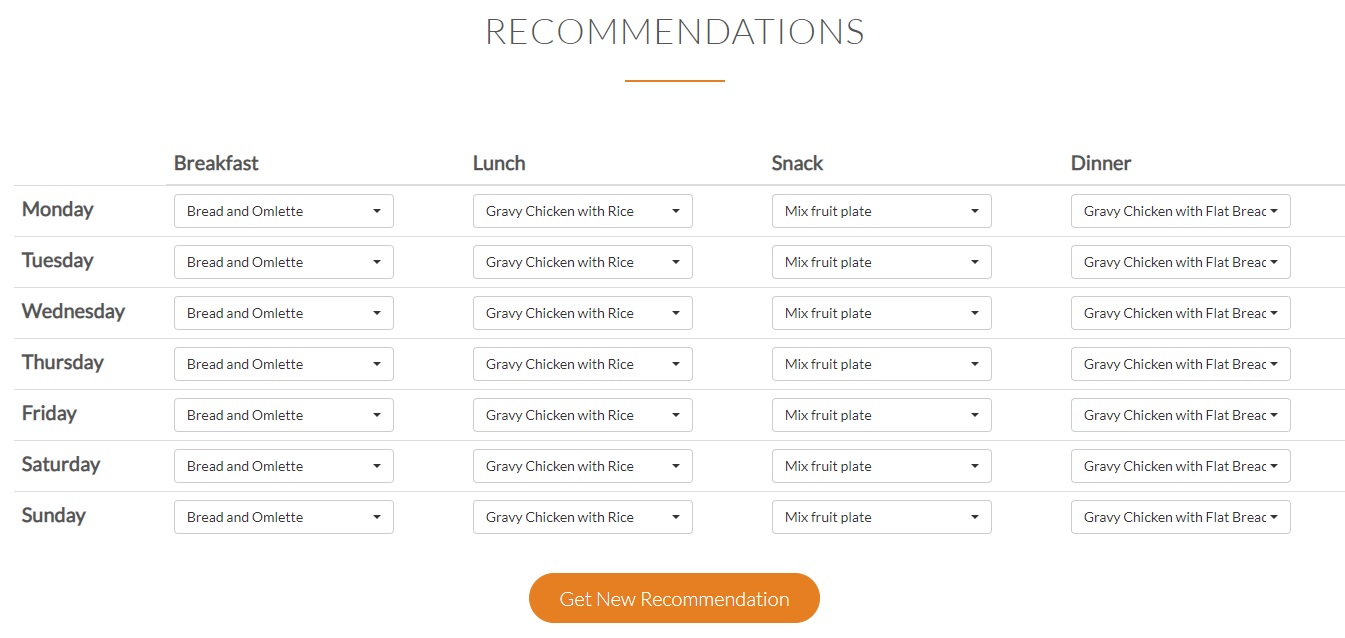 RECOMMENDATIONS
Breakfast Lunch Snack Dinner
Monday Bread and Omlette Gravy Chicken with Rice Mix fruit plate Gravy Chicken with Flat Breac
Tuesday Bread and Omlette Gravy Chicken with Rice Mix fruit plate Gravy Chicken with Flat Breac
Wednesday Bread and Omlette Gravy Chicken with Rice Mix fruit plate Gravy Chicken with Flat Breac
Thursday Bread and Omlette Gravy Chicken with Rice Mix fruit plate Gravy Chicken with Flat Breac
Friday Bread and Omlette Gravy Chicken with Rice Mix fruit plate Gravy Chicken with Flat Breac
Saturday Bread and Omlette Gravy Chicken with Rice Mix fruit plate Gravy Chicken with Flat Breac
Sunday Bread and Omlette Gravy Chicken with Rice Mix fruit plate Gravy Chicken with Flat Breac
Get New Recommendation